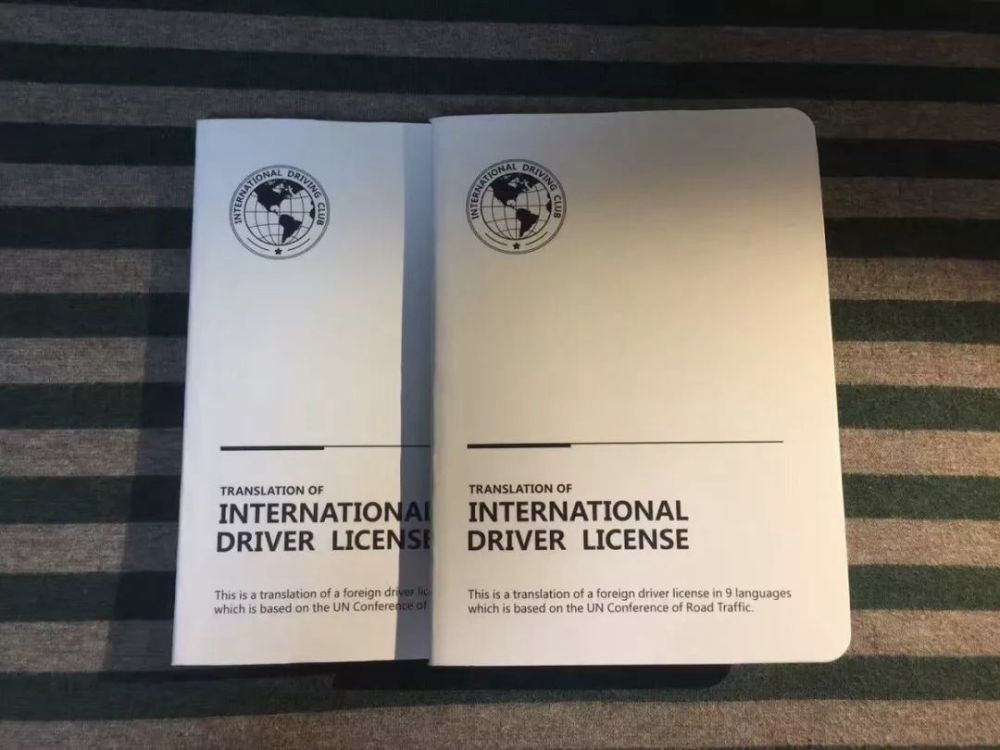 INTERNATIONAL DRIVING CLUB
TRANSLATION OF
INTERNATIONAL
DRIVER LICENSE
This is a translation of a foreign driver lic
which is based on the UN Conference of
INTERNATIONAL DRIVING CLUB
TRANSLATION OF
INTERNATIONAL
DRIVER LICENSE
This is a translation of a foreign driver license in 9 languages
which is based on the UN Conference of Road Traffic.